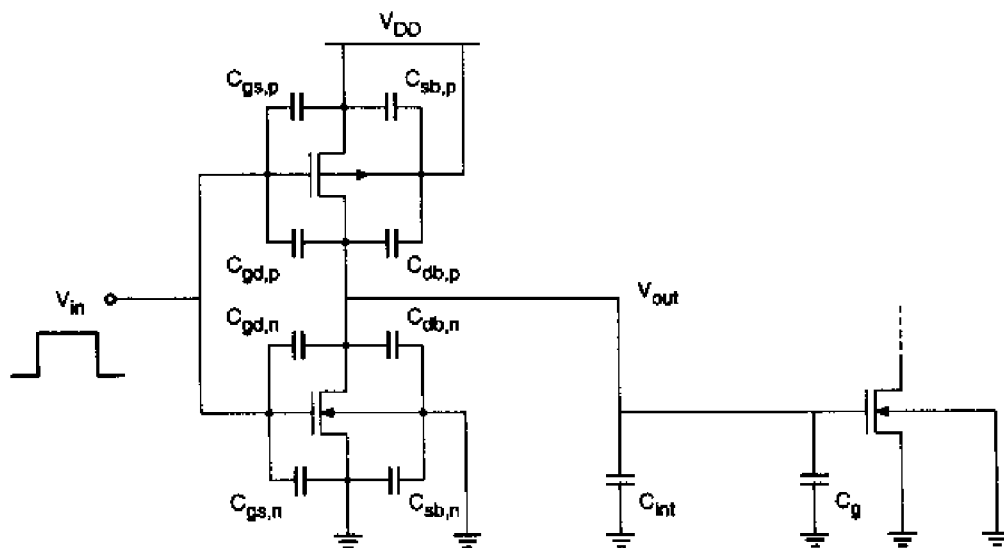 V_DD
C_gs,p
C_sb,p
C_gd,p
C_db,p
V_in
V_out
C_gd,n
C_db,n
C_gs,n
C_sb,n
C_int
C_g